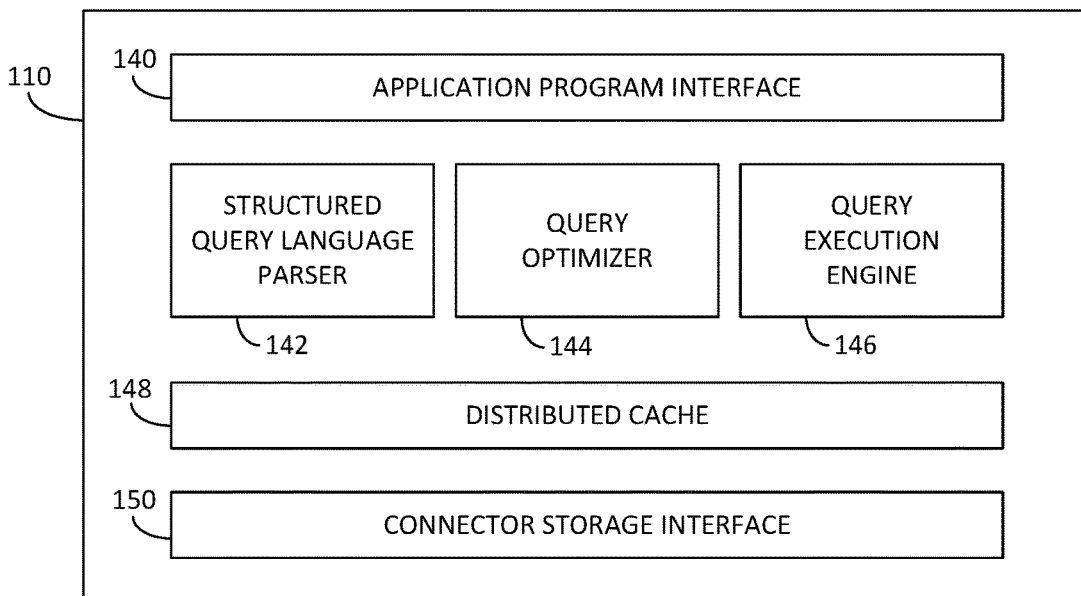 110
140
APPLICATION PROGRAM INTERFACE
STRUCTURED
QUERY LANGUAGE
PARSER
142
QUERY
OPTIMIZER
144
QUERY
EXECUTION
ENGINE
146
148
DISTRIBUTED CACHE
150
CONNECTOR STORAGE INTERFACE